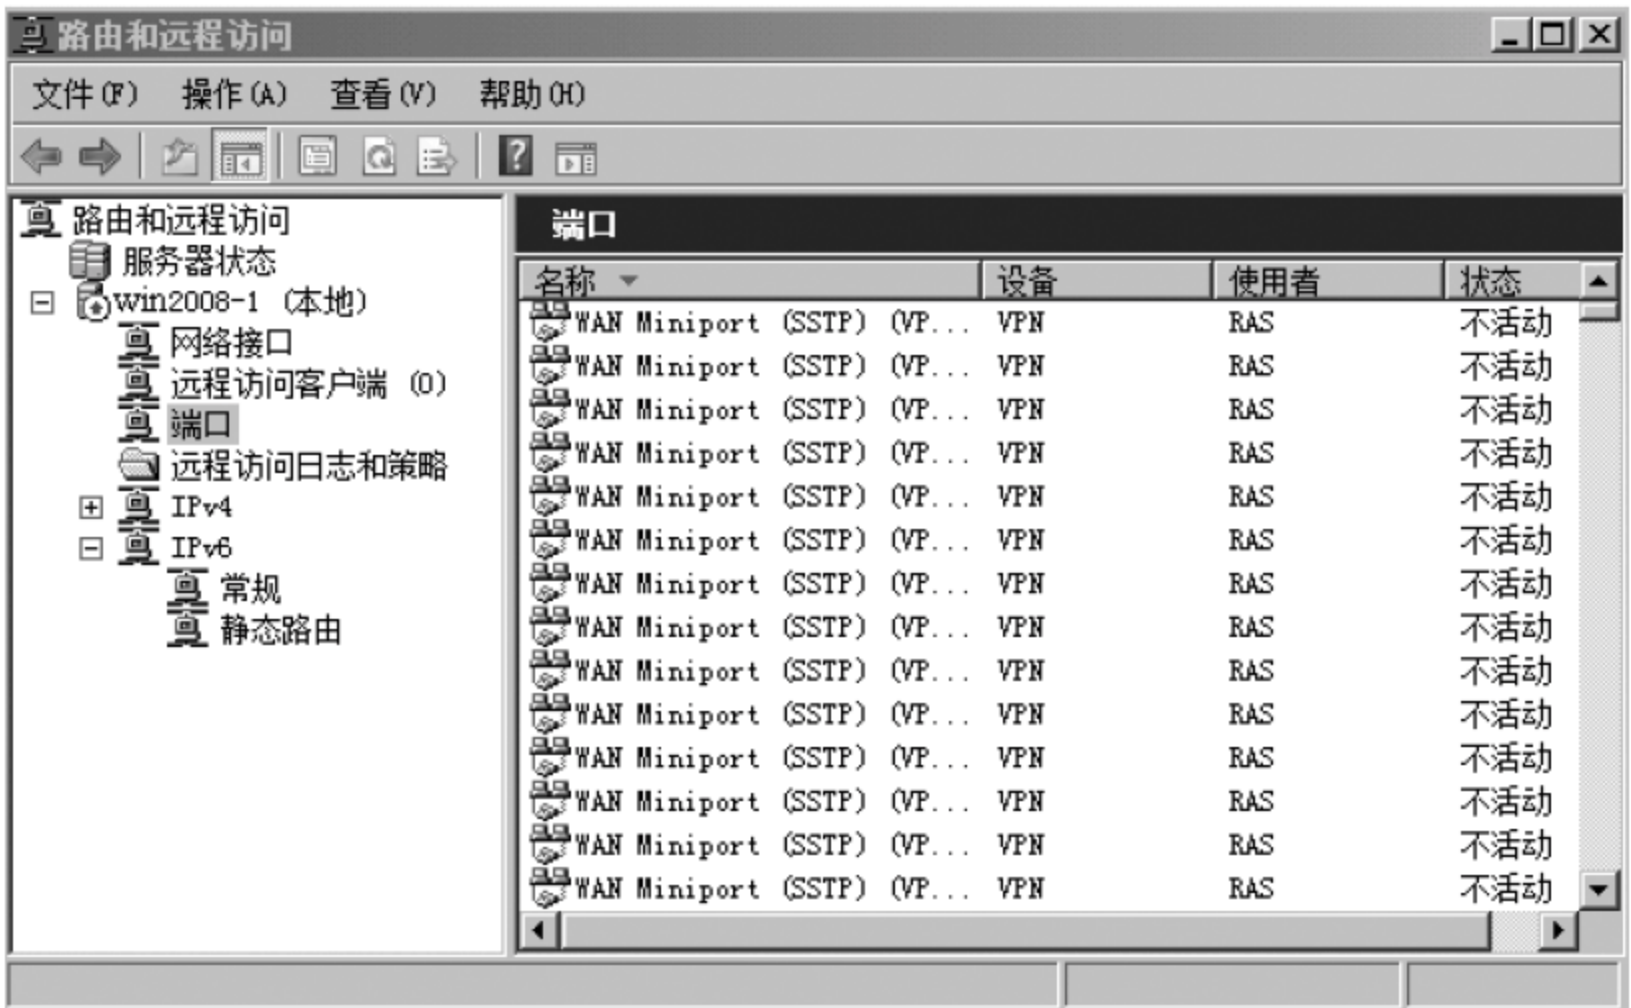 路由和远程访问
文件(F) 操作(A) 查看(V) 帮助(H)
路由和远程访问
服务器状态
win2008-1 (本地)
网络接口
远程访问客户端 (0)
端口
远程访问日志和策略
IPv4
IPv6
常规
静态路由
端口
名称 设备 使用者 状态
WAN Miniport (SSTP) (VP... VPN RAS 不活动
WAN Miniport (SSTP) (VP... VPN RAS 不活动
WAN Miniport (SSTP) (VP... VPN RAS 不活动
WAN Miniport (SSTP) (VP... VPN RAS 不活动
WAN Miniport (SSTP) (VP... VPN RAS 不活动
WAN Miniport (SSTP) (VP... VPN RAS 不活动
WAN Miniport (SSTP) (VP... VPN RAS 不活动
WAN Miniport (SSTP) (VP... VPN RAS 不活动
WAN Miniport (SSTP) (VP... VPN RAS 不活动
WAN Miniport (SSTP) (VP... VPN RAS 不活动
WAN Miniport (SSTP) (VP... VPN RAS 不活动
WAN Miniport (SSTP) (VP... VPN RAS 不活动
WAN Miniport (SSTP) (VP... VPN RAS 不活动
WAN Miniport (SSTP) (VP... VPN RAS 不活动